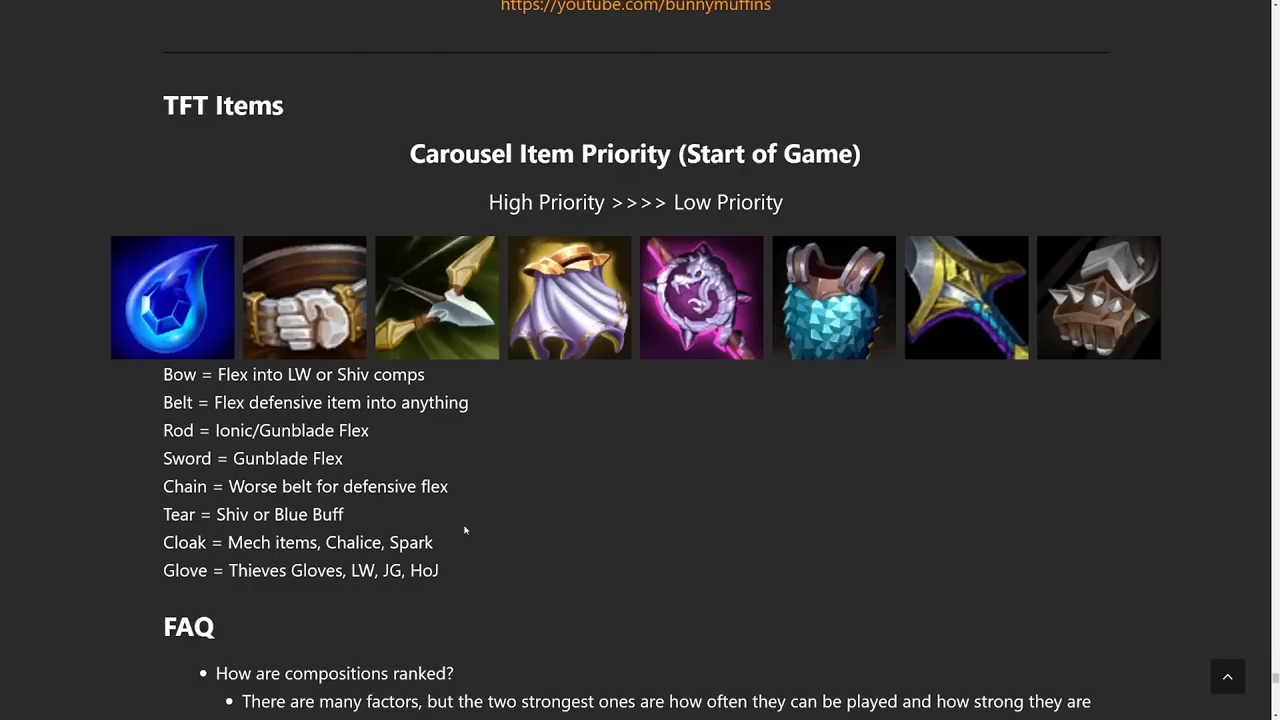 https://youtube.com/bunnymuffins
TFT Items
Carousel Item Priority (Start of Game)
High Priority >>>> Low Priority
Bow = Flex into LW or Shiv comps
Belt = Flex defensive item into anything
Rod = Ionic/Gunblade Flex
Sword = Gunblade Flex
Chain = Worse belt for defensive flex
Tear = Shiv or Blue Buff
Cloak = Mech items, Chalice, Spark
Glove = Thieves Gloves, LW, JG, HoJ
FAQ
• How are compositions ranked?
• There are many factors, but the two strongest ones are how often they can be played and how strong they are